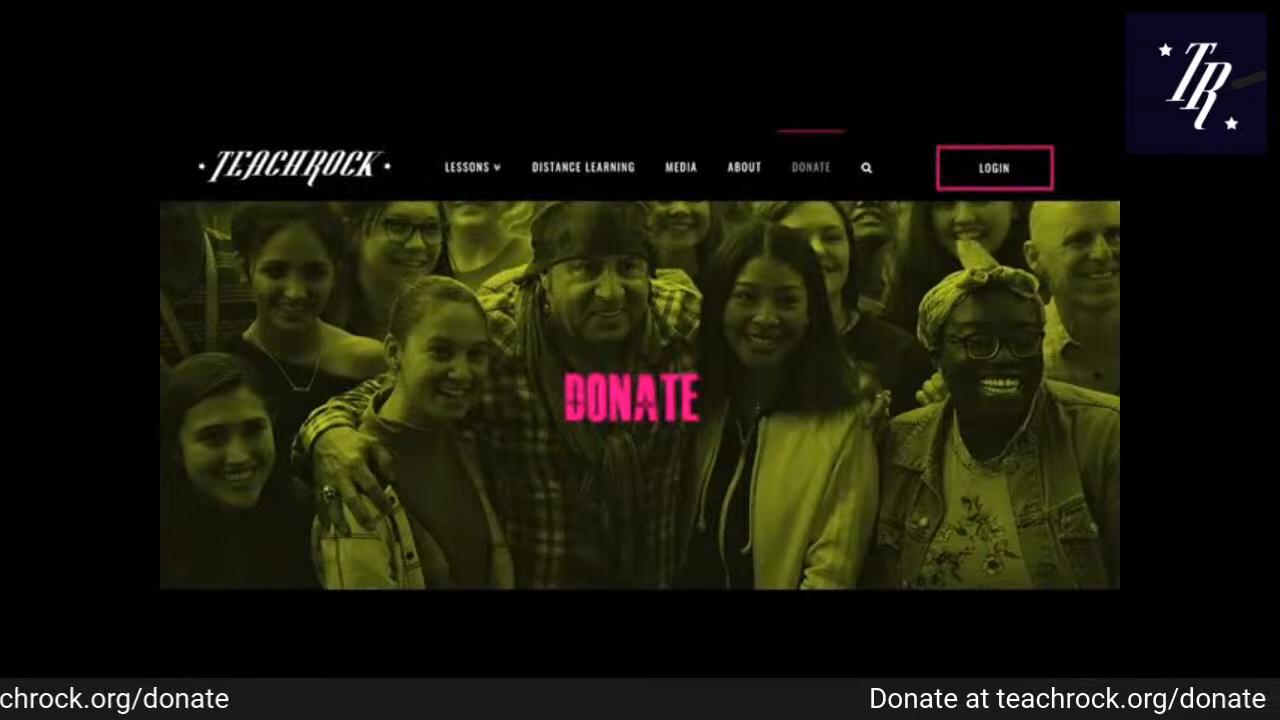 TR
TEACHROCK
LESSONS
DISTANCE LEARNING
MEDIA
ABOUT
DONATE
LOGIN
DONATE
chrock.org/donate
Donate at teachrock.org/donate